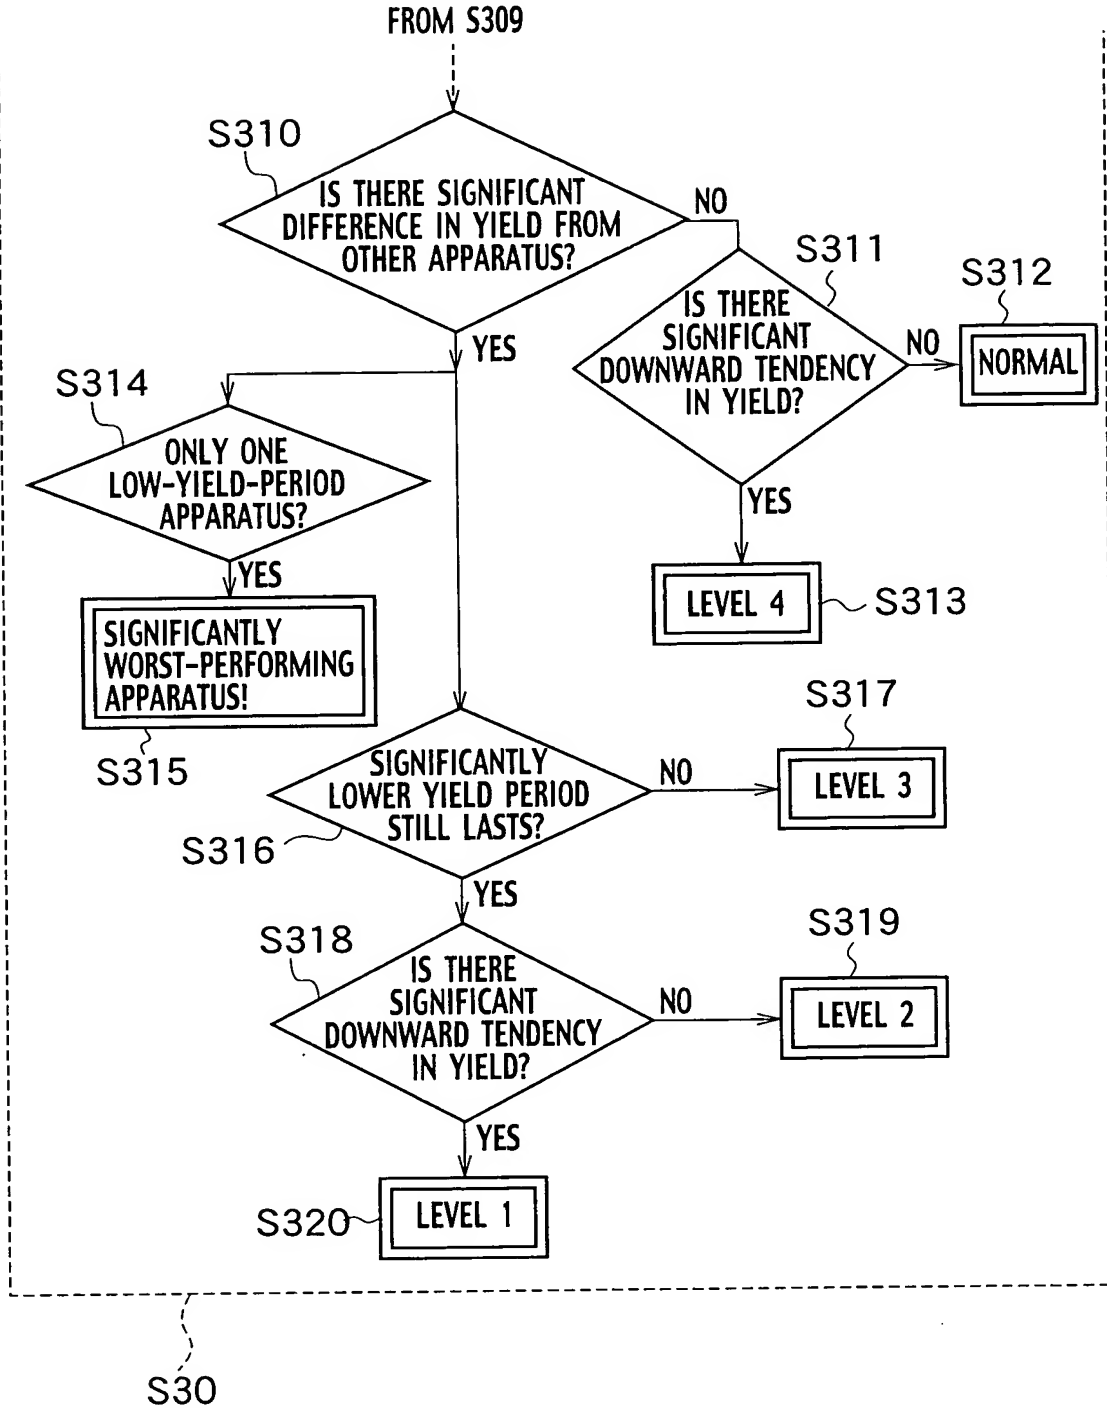 FROM S309
S310
IS THERE SIGNIFICANT
DIFFERENCE IN YIELD FROM
OTHER APPARATUS?
NO
YES
S311
IS THERE
SIGNIFICANT
DOWNWARD TENDENCY
IN YIELD?
NO
S312
NORMAL
YES
LEVEL 4
S313
S314
ONLY ONE
LOW-YIELD-PERIOD
APPARATUS?
YES
SIGNIFICANTLY
WORST-PERFORMING
APPARATUS!
S315
S316
SIGNIFICANTLY
LOWER YIELD PERIOD
STILL LASTS?
NO
S317
LEVEL 3
YES
S318
IS THERE
SIGNIFICANT
DOWNWARD TENDENCY
IN YIELD?
NO
S319
LEVEL 2
YES
S320
LEVEL 1
S30